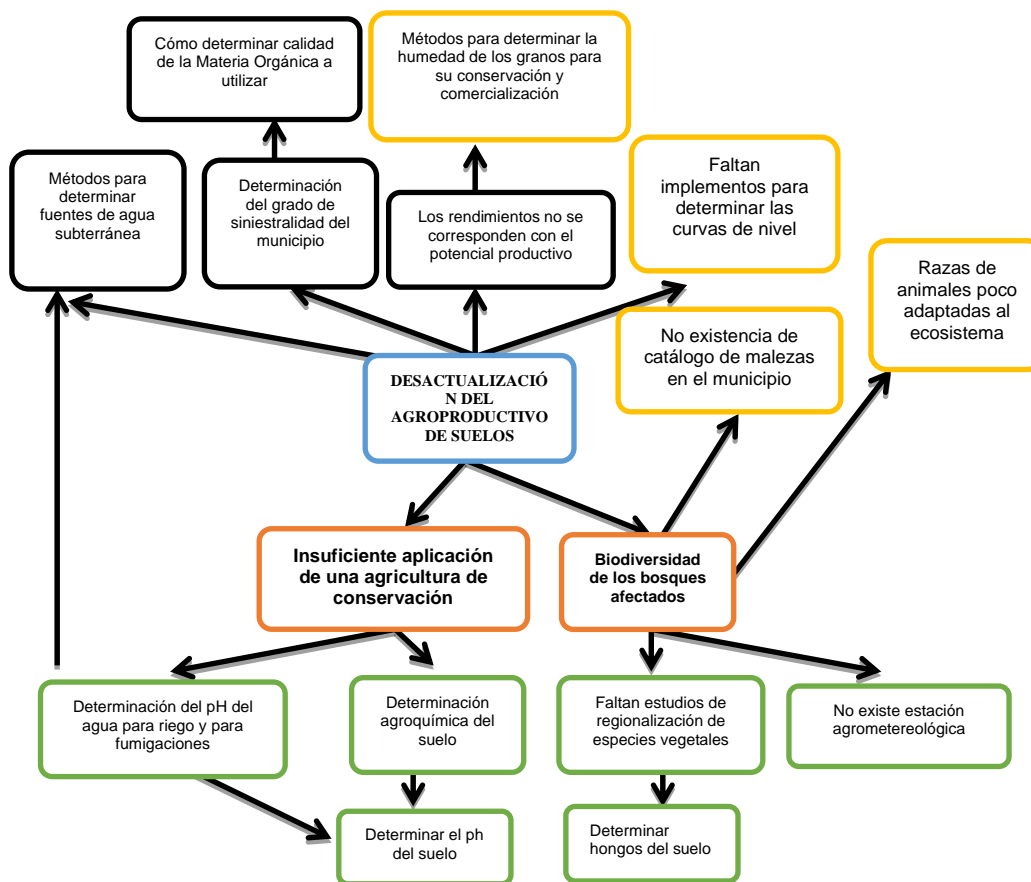 Cómo determinar calidad
de la Materia Orgánica a
utilizar
Métodos para determinar la
humedad de los granos para
su conservación y
comercialización
Métodos para
determinar
fuentes de agua
subterránea
Determinación
del grado de
siniestralidad del
municipio
Los rendimientos no se
corresponden con el
potencial productivo
Faltan
implementos para
determinar las
curvas de nivel
Razas de
animales poco
adaptadas al
ecosistema
No existencia de
catálogo de malezas
en el municipio
DESACTUALIZACIÓ
N DEL
AGROPRODUCTIVO
DE SUELOS
Insuficiente aplicación
de una agricultura de
conservación
Biodiversidad
de los bosques
afectados
Determinación del pH del
agua para riego y para
fumigaciones
Determinación
agroquímica del
suelo
Faltan estudios de
regionalización de
especies vegetales
No existe estación
agrometereológica
Determinar el ph
del suelo
Determinar
hongos del suelo